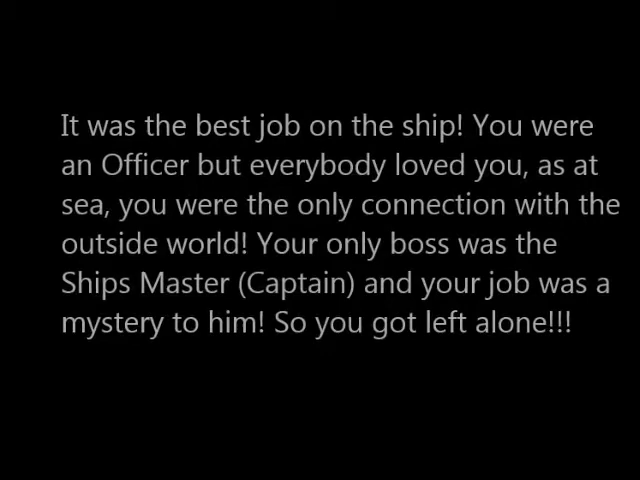 It was the best job on the ship! You were
an Officer but everybody loved you, as at
sea, you were the only connection with the
outside world! Your only boss was the
Ships Master (Captain) and your job was a
mystery to him! So you got left alone!!!